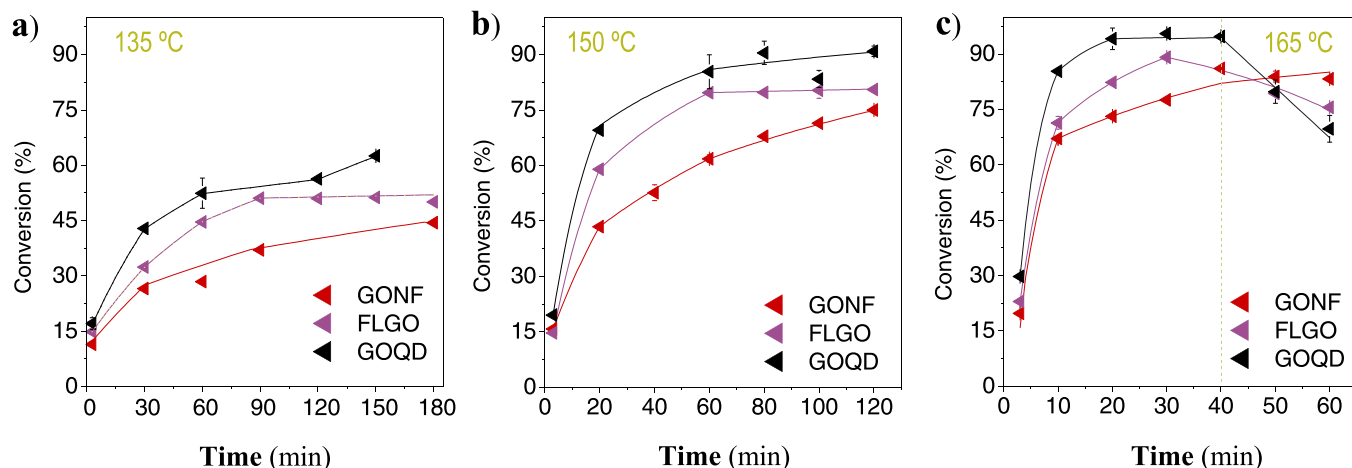 a)
135 ºC
Conversion (%)
90
75
60
45
30
15
0
GONF
FLGO
GOQD
0 30 60 90 120 150 180
Time (min)
b)
150 ºC
Conversion (%)
90
75
60
45
30
15
0
GONF
FLGO
GOQD
0 20 40 60 80 100 120
Time (min)
c)
165 ºC
Conversion (%)
90
75
60
45
30
15
0
GONF
FLGO
GOQD
0 10 20 30 40 50 60
Time (min)